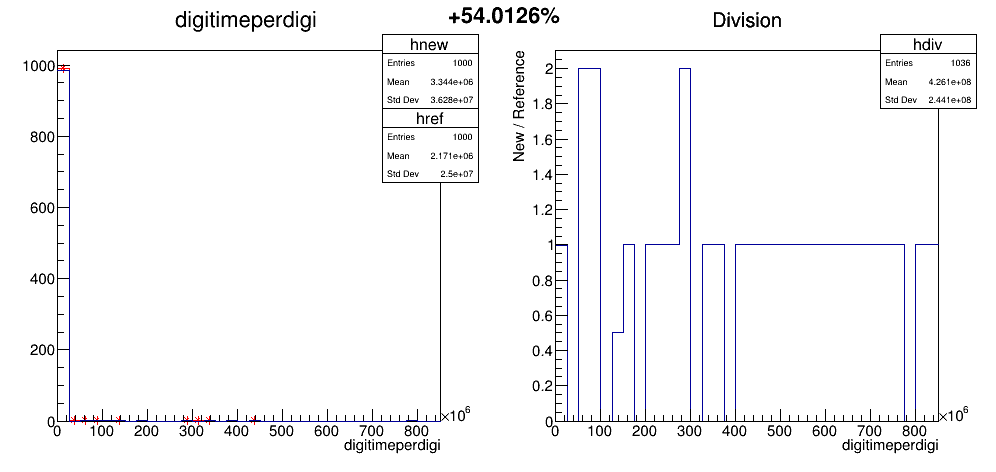 +54.0126%
digitimeperdigi
hnew
Entries 1000
Mean 3.344e+06
Std Dev 3.628e+07
href
Entries 1000
Mean 2.171e+06
Std Dev 2.5e+07
1000
800
600
400
200
0
0 100 200 300 400 500 600 700 800
×10⁶
digitimeperdigi
Division
hdiv
Entries 1036
Mean 4.261e+08
Std Dev 2.441e+08
New / Reference
2
1.8
1.6
1.4
1.2
1
0.8
0.6
0.4
0.2
0
0 100 200 300 400 500 600 700 800
×10⁶
digitimeperdigi